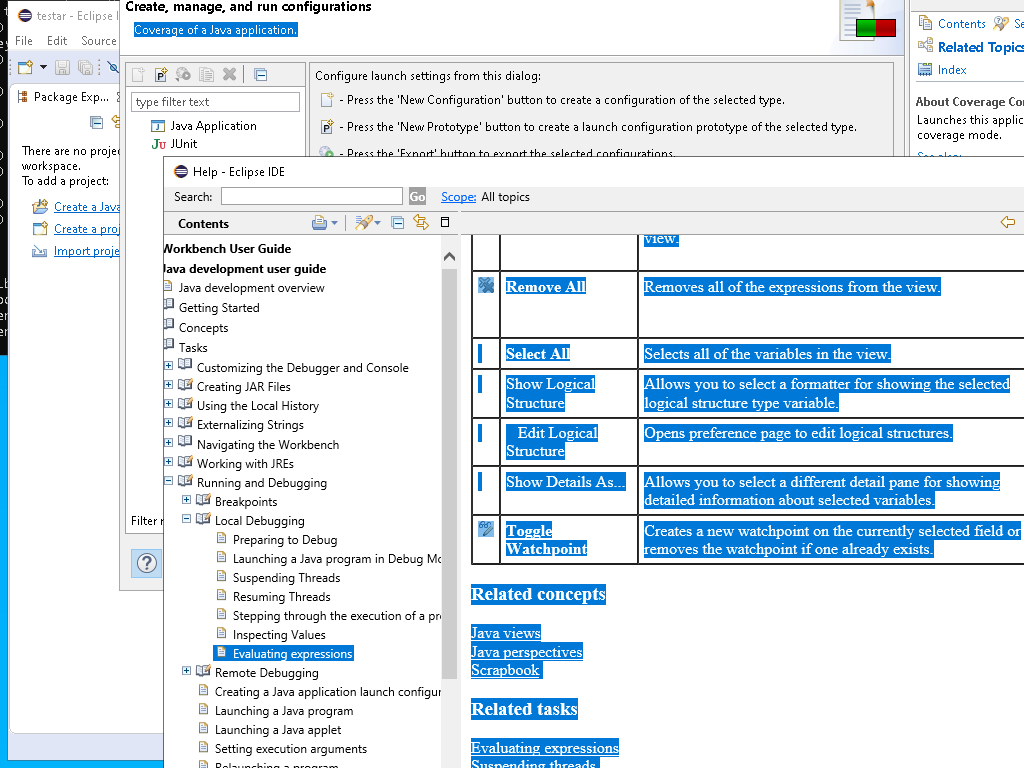 testar - Eclipse I
File Edit Source
Package Exp...
There are no proje
workspace.
To add a project:
Create a Java
Create a proj
Import proje
Create, manage, and run configurations
Coverage of a Java application.
type filter text
Java Application
JUnit
Filter
Configure launch settings from this dialog:
- Press the 'New Configuration' button to create a configuration of the selected type.
- Press the 'New Prototype' button to create a launch configuration prototype of the selected type.
- Press the 'Export' button to export the selected configurations.
Contents Se
Related Topics
Index
About Coverage Co
Launches this applic
coverage mode.
See also:
Help - Eclipse IDE
Search: Go Scope: All topics
Contents
Workbench User Guide
Java development user guide
Java development overview
Getting Started
Concepts
Tasks
Customizing the Debugger and Console
Creating JAR Files
Using the Local History
Externalizing Strings
Navigating the Workbench
Working with JREs
Running and Debugging
Breakpoints
Local Debugging
Preparing to Debug
Launching a Java program in Debug Mo
Suspending Threads
Resuming Threads
Stepping through the execution of a pr
Inspecting Values
Evaluating expressions
Remote Debugging
Creating a Java application launch configur
Launching a Java program
Launching a Java applet
Setting execution arguments
Relaunching a program
view.
Remove All Removes all of the expressions from the view.
Select All Selects all of the variables in the view.
Show Logical Structure Allows you to select a formatter for showing the selected
logical structure type variable.
Edit Logical Structure Opens preference page to edit logical structures.
Show Details As... Allows you to select a different detail pane for showing
detailed information about selected variables.
Toggle Watchpoint Creates a new watchpoint on the currently selected field or
removes the watchpoint if one already exists.
Related concepts
Java views
Java perspectives
Scrapbook
Related tasks
Evaluating expressions
Suspending threads